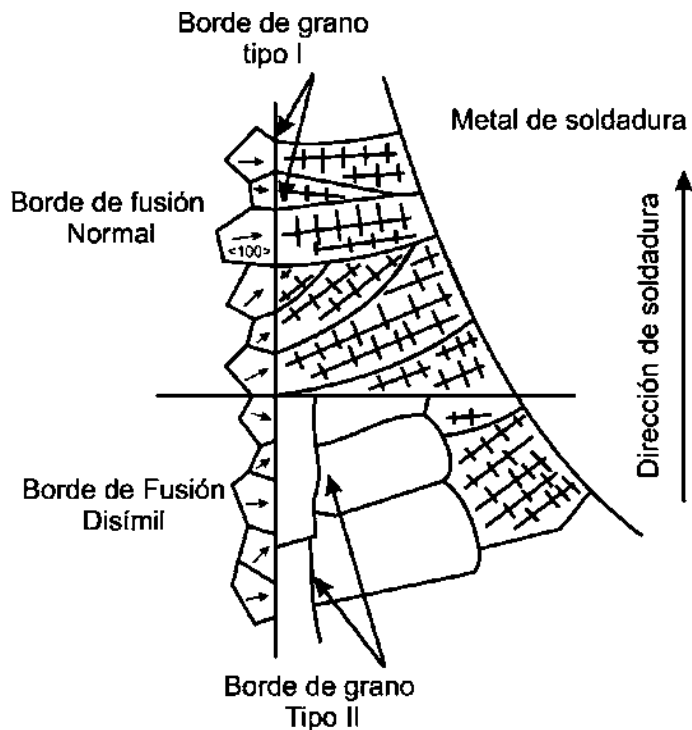 Borde de grano
tipo I
Metal de soldadura
Borde de fusión
Normal
<100>
Dirección de soldadura
Borde de Fusión
Disímil
Borde de grano
Tipo II